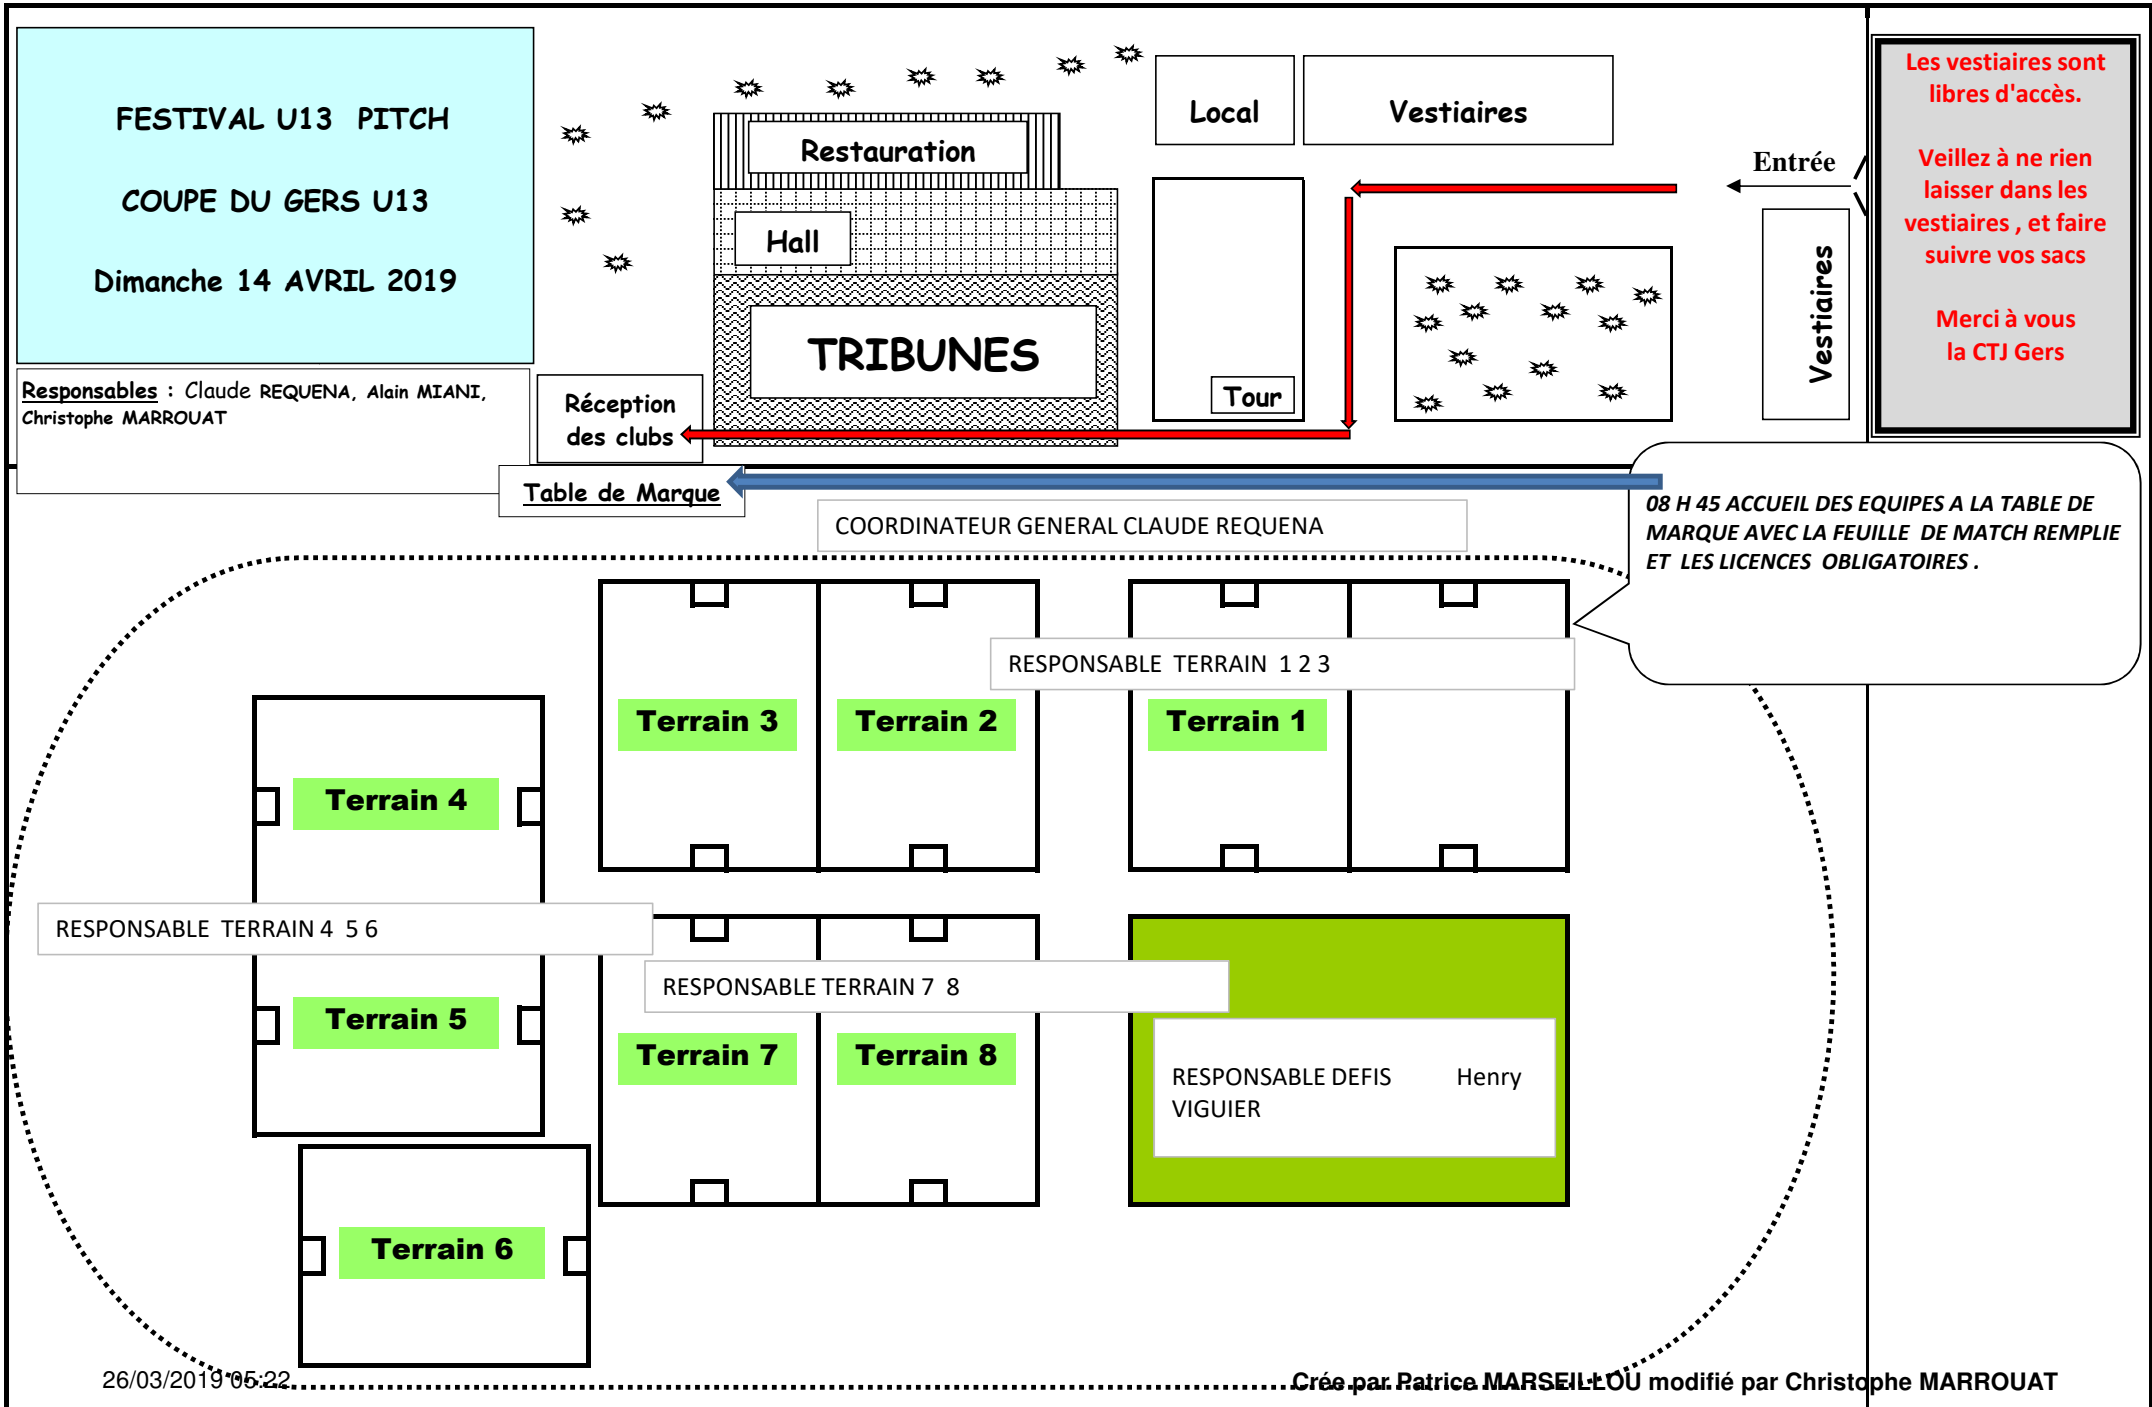 FESTIVAL U13 PITCH
COUPE DU GERS U13
Dimanche 14 AVRIL 2019
Responsables : Claude REQUENA, Alain MIANI,
Christophe MARROUAT
Restauration
Hall
TRIBUNES
Réception
des clubs
Table de Marque
Local
Vestiaires
Tour
Entrée
Vestiaires
Les vestiaires sont
libres d'accès.
Veillez à ne rien
laisser dans les
vestiaires , et faire
suivre vos sacs
Merci à vous
la CTJ Gers
08 H 45 ACCUEIL DES EQUIPES A LA TABLE DE
MARQUE AVEC LA FEUILLE DE MATCH REMPLIE
ET LES LICENCES OBLIGATOIRES .
COORDINATEUR GENERAL CLAUDE REQUENA
RESPONSABLE TERRAIN 1 2 3
Terrain 3
Terrain 2
Terrain 1
Terrain 4
RESPONSABLE TERRAIN 4 5 6
RESPONSABLE TERRAIN 7 8
Terrain 5
Terrain 7
Terrain 8
RESPONSABLE DEFIS Henry
VIGUIER
Terrain 6
26/03/2019 05:22
Crée par Patrice MARSEILLOU modifié par Christophe MARROUAT